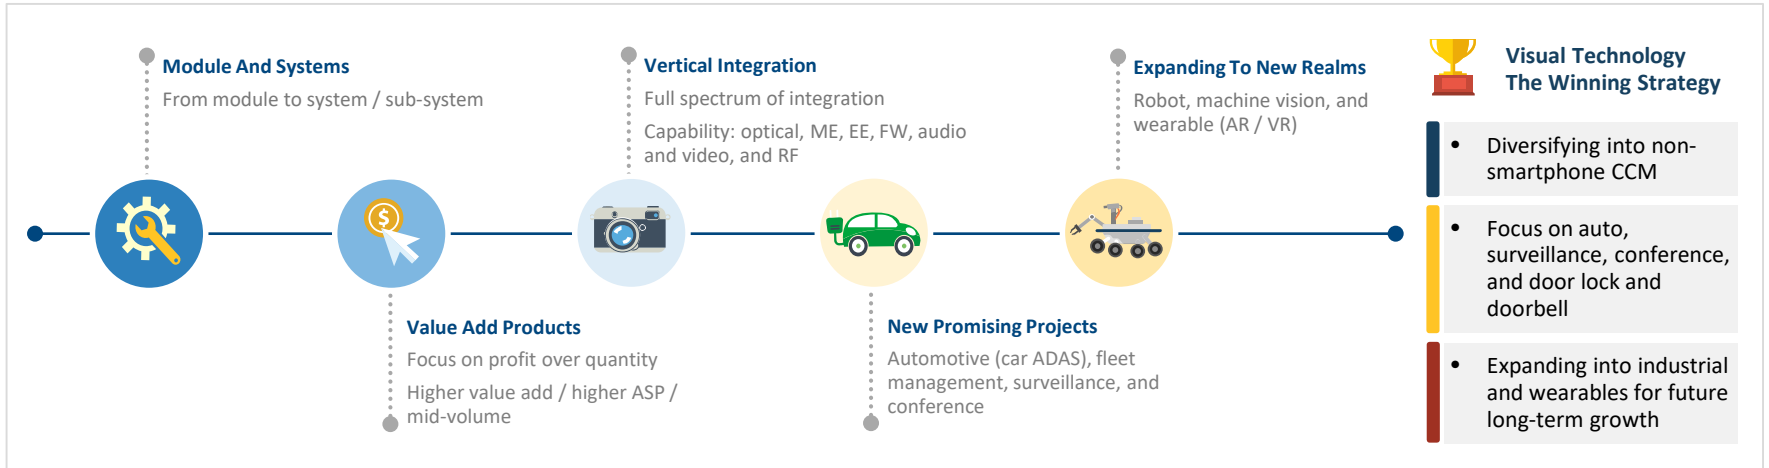 Module And Systems
From module to system / sub-system
$
Value Add Products
Focus on profit over quantity
Higher value add / higher ASP /
mid-volume
Vertical Integration
Full spectrum of integration
Capability: optical, ME, EE, FW, audio
and video, and RF
New Promising Projects
Automotive (car ADAS), fleet
management, surveillance, and
conference
Expanding To New Realms
Robot, machine vision, and
wearable (AR / VR)
Visual Technology
The Winning Strategy
• Diversifying into non-
smartphone CCM
• Focus on auto,
surveillance, conference,
and door lock and
doorbell
• Expanding into industrial
and wearables for future
long-term growth